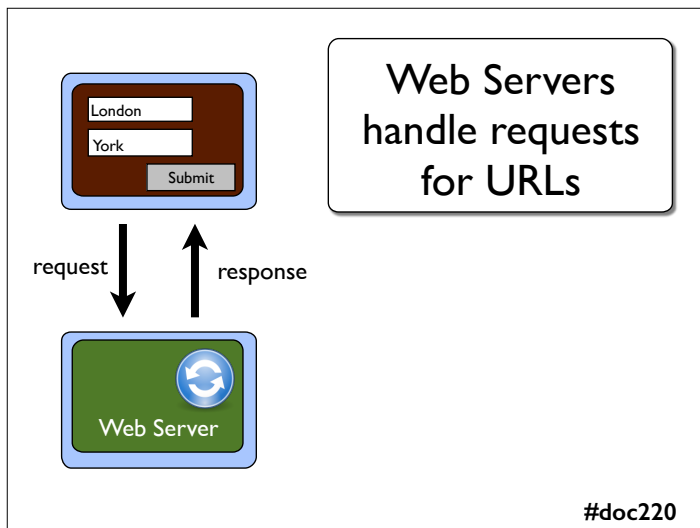 Web Servers
handle requests
for URLs
London
York
Submit
request
response
Web Server
#doc220